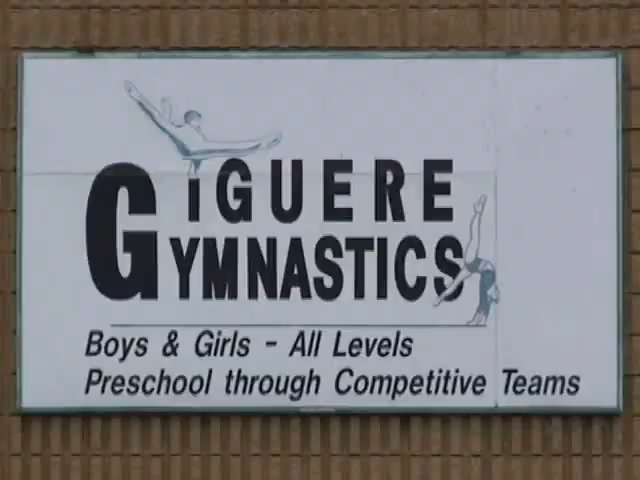 GIGUERE
GYMNASTICS
Boys & Girls - All Levels
Preschool through Competitive Teams